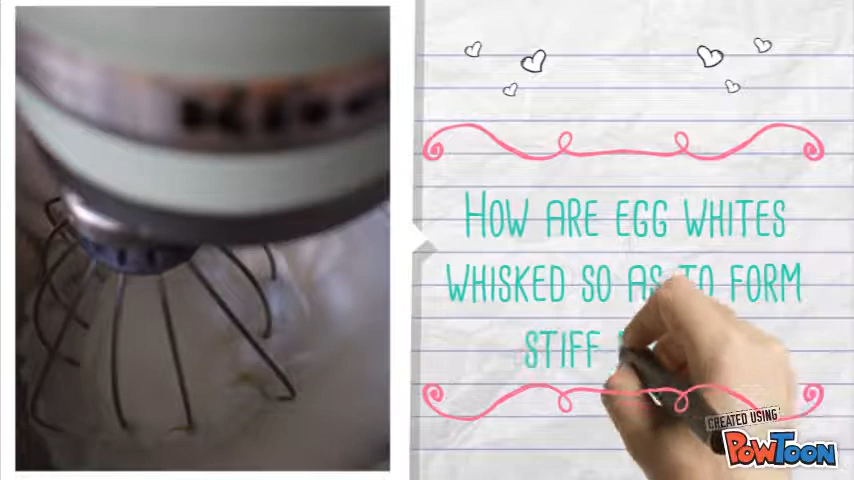 HOW ARE EGG WHITES
WHISKED SO AS TO FORM
STIFF
CREATED USING
POWTOON